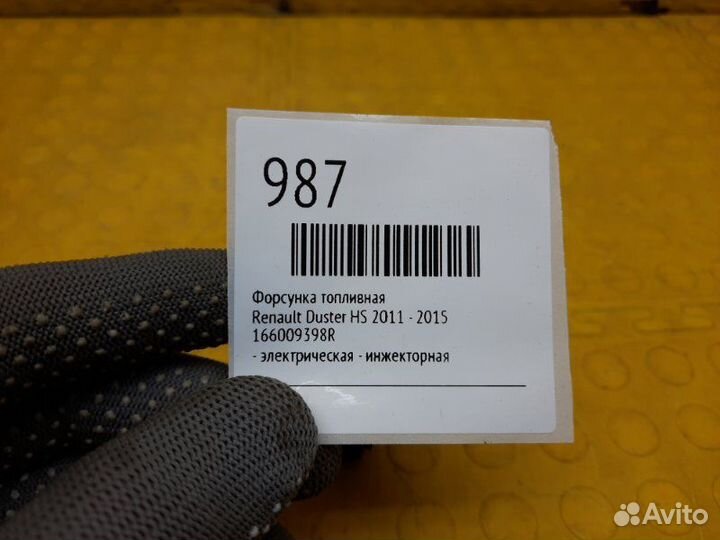 987
Форсунка топливная
Renault Duster HS 2011 - 2015
166009398R
- электрическая - инжекторная
Avito